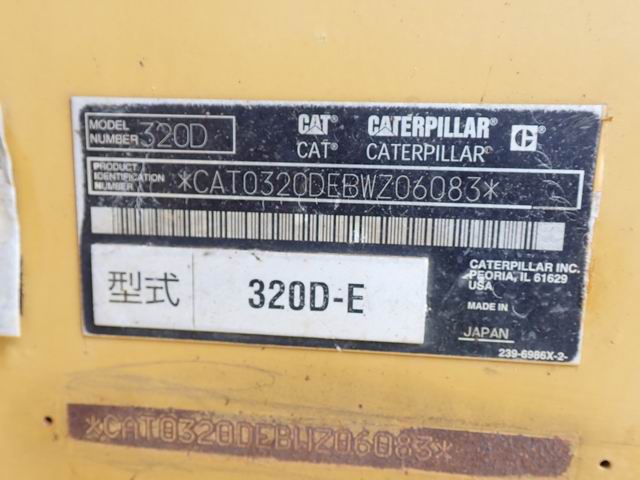 MODEL NUMBER 320D
CAT CATERPILLAR C
CAT® CATERPILLAR®
PRODUCT IDENTIFICATION NUMBER *CAT0320DEBWZ06083*
型式 320D-E
CATERPILLAR INC.
PEORIA, IL 61629
USA
MADE IN
JAPAN
239-6986X-2-
*CAT0320DEBWZ06083*